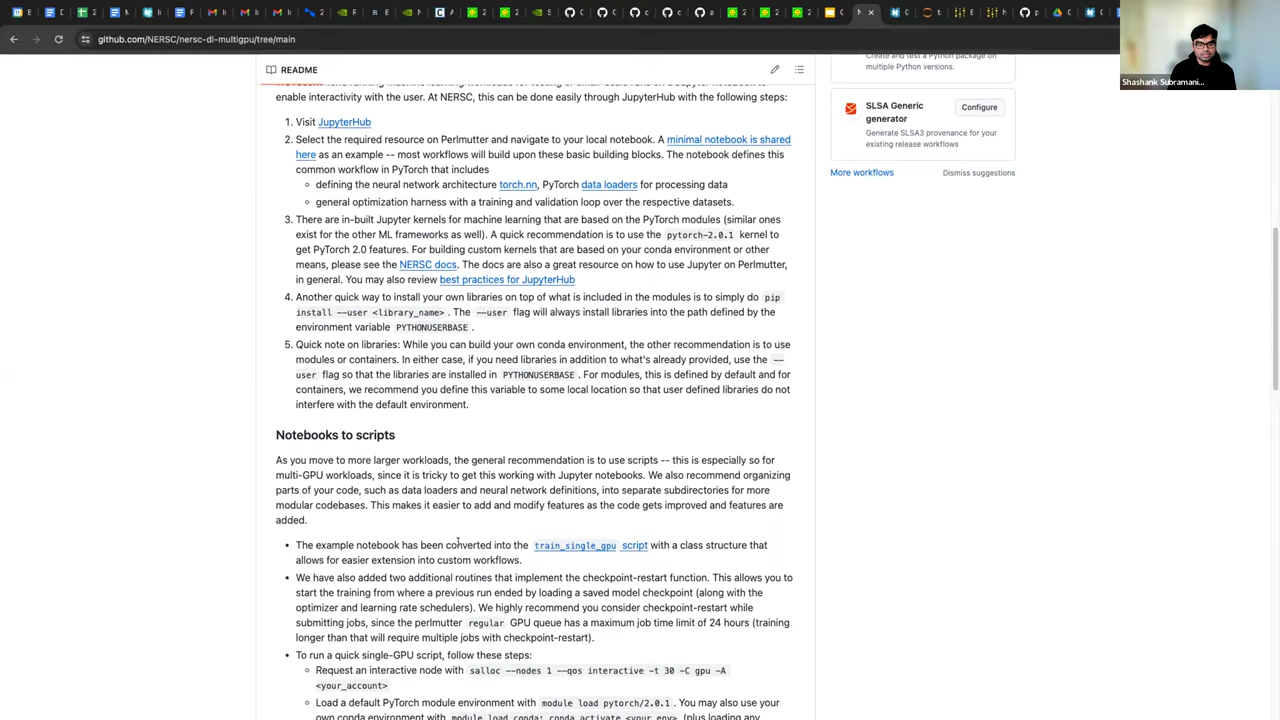 github.com/NERSC/nersc-dl-multigpu/tree/main
README
enable interactivity with the user. At NERSC, this can be done easily through JupyterHub with the following steps:
1. Visit JupyterHub
2. Select the required resource on Perlmutter and navigate to your local notebook. A minimal notebook is shared
here as an example -- most workflows will build upon these basic building blocks. The notebook defines this
common workflow in PyTorch that includes
defining the neural network architecture torch.nn, PyTorch data loaders for processing data
general optimization harness with a training and validation loop over the respective datasets.
3. There are in-built Jupyter kernels for machine learning that are based on the PyTorch modules (similar ones
exist for the other ML frameworks as well). A quick recommendation is to use the pytorch-2.0.1 kernel to
get PyTorch 2.0 features. For building custom kernels that are based on your conda environment or other
means, please see the NERSC docs. The docs are also a great resource on how to use Jupyter on Perlmutter,
in general. You may also review best practices for JupyterHub
4. Another quick way to install your own libraries on top of what is included in the modules is to simply do pip
install --user <library_name> . The --user flag will always install libraries into the path defined by the
environment variable PYTHONUSERBASE .
5. Quick note on libraries: While you can build your own conda environment, the other recommendation is to use
modules or containers. In either case, if you need libraries in addition to what's already provided, use the --
user flag so that the libraries are installed in PYTHONUSERBASE . For modules, this is defined by default and for
containers, we recommend you define this variable to some local location so that user defined libraries do not
interfere with the default environment.
Notebooks to scripts
As you move to more larger workloads, the general recommendation is to use scripts -- this is especially so for
multi-GPU workloads, since it is tricky to get this working with Jupyter notebooks. We also recommend organizing
parts of your code, such as data loaders and neural network definitions, into separate subdirectories for more
modular codebases. This makes it easier to add and modify features as the code gets improved and features are
added.
The example notebook has been converted into the train_single_gpu script with a class structure that
allows for easier extension into custom workflows.
We have also added two additional routines that implement the checkpoint-restart function. This allows you to
start the training from where a previous run ended by loading a saved model checkpoint (along with the
optimizer and learning rate schedulers). We highly recommend you consider checkpoint-restart while
submitting jobs, since the perlmutter regular GPU queue has a maximum job time limit of 24 hours (training
longer than that will require multiple jobs with checkpoint-restart).
To run a quick single-GPU script, follow these steps:
Request an interactive node with salloc --nodes 1 --qos interactive -t 30 -C gpu -A
<your_account>
Load a default PyTorch module environment with module load pytorch/2.0.1 . You may also use your
own conda environment with module load conda; conda activate <your_env> (plus loading any
Create and test a Python package on
multiple Python versions.
SLSA Generic
generator
Configure
Generate SLSA3 provenance for your
existing release workflows
More workflows
Dismiss suggestions
Shashank Subramani...